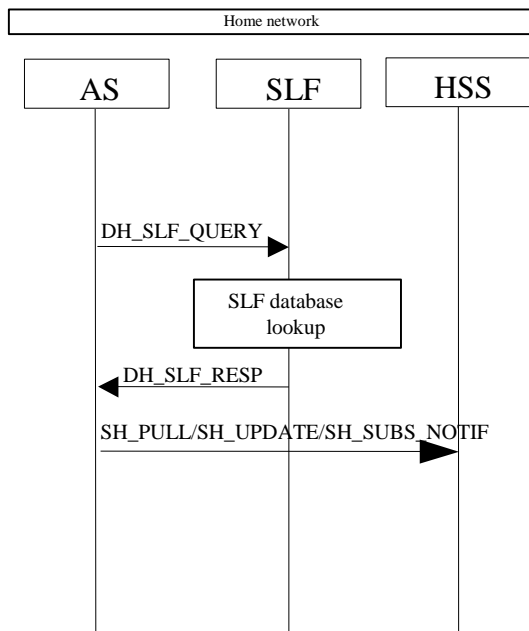 Home network
AS
SLF
HSS
DH_SLF_QUERY
SLF database
lookup
DH_SLF_RESP
SH_PULL/SH_UPDATE/SH_SUBS_NOTIF